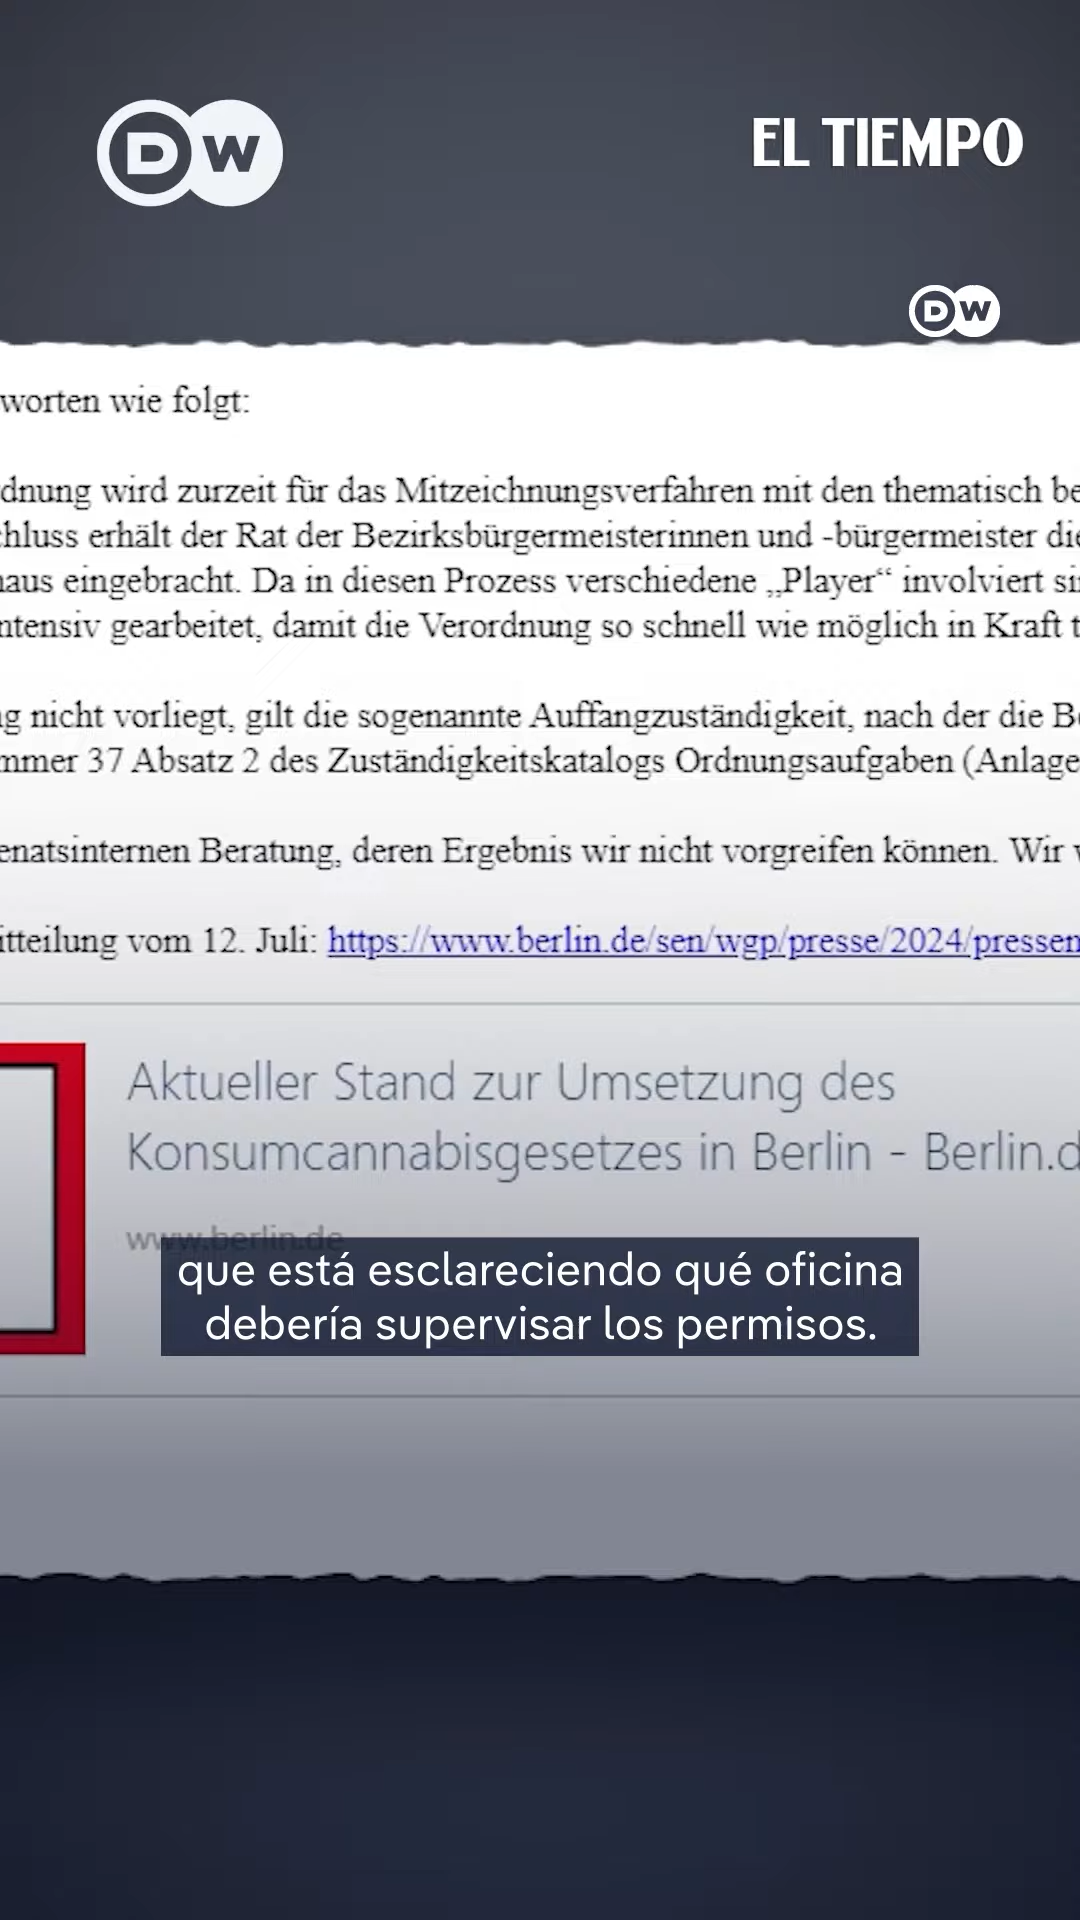 DW
EL TIEMPO
DW
worten wie folgt:
dnung wird zurzeit für das Mitzeichnungsverfahren mit den thematisch be
chluss erhält der Rat der Bezirksbürgermeisterinnen und -bürgermeister die
haus eingebracht. Da in diesen Prozess verschiedene „Player“ involviert sin
ntensiv gearbeitet, damit die Verordnung so schnell wie möglich in Kraft t
g nicht vorliegt, gilt die sogenannte Auffangzuständigkeit, nach der die Be
mmer 37 Absatz 2 des Zuständigkeitskatalogs Ordnungsaufgaben (Anlage
enatsinternen Beratung, deren Ergebnis wir nicht vorgreifen können. Wir v
itteilung vom 12. Juli: https://www.berlin.de/sen/wgp/presse/2024/pressem
Aktueller Stand zur Umsetzung des
Konsumcannabisgesetzes in Berlin - Berlin.d
www.berlin.de
que está esclareciendo qué oficina
debería supervisar los permisos.